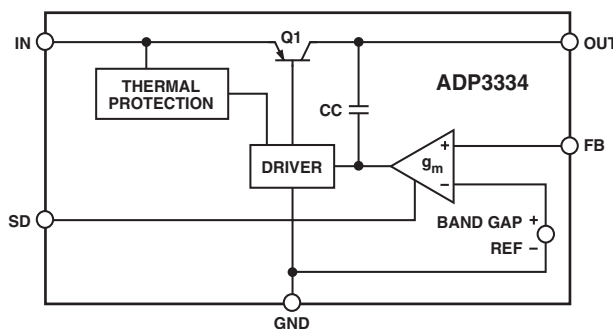 IN
Q1
OUT
THERMAL
PROTECTION
ADP3334
CC
DRIVER
+
gm
−
FB
SD
BAND GAP +
REF −
GND